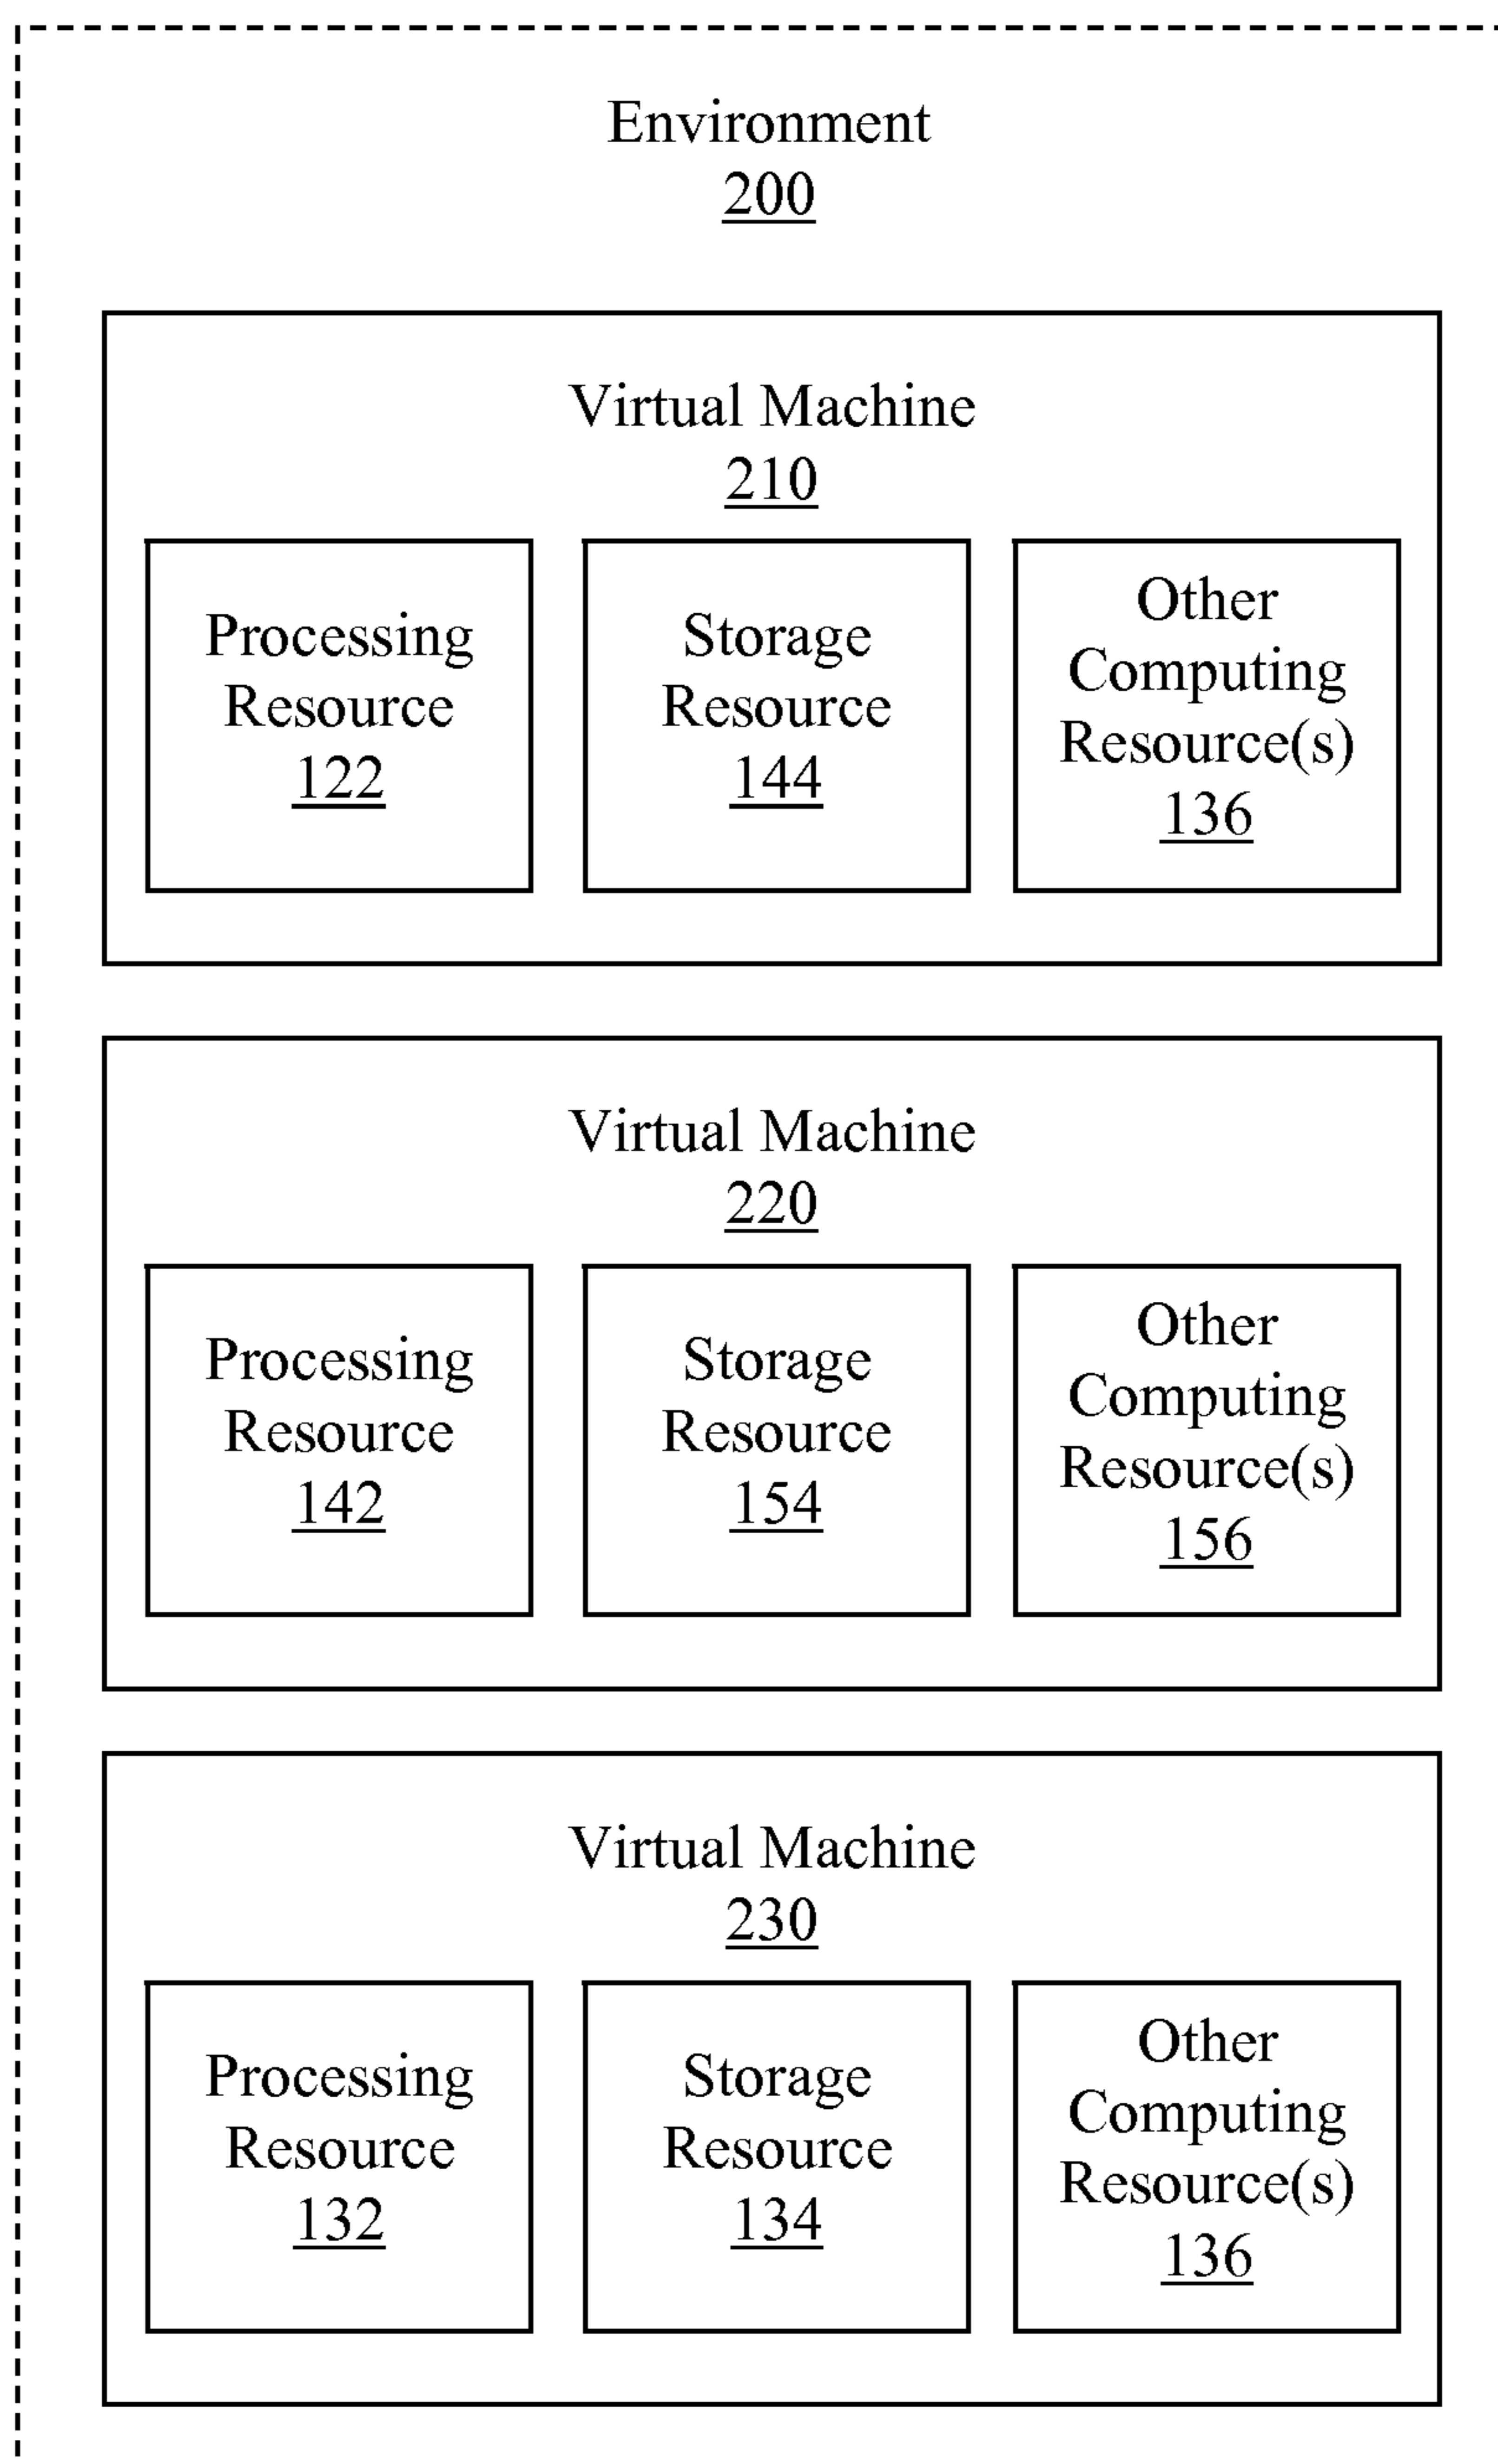 Environment
200
Virtual Machine
210
Processing
Resource
122
Storage
Resource
144
Other
Computing
Resource(s)
136
Virtual Machine
220
Processing
Resource
142
Storage
Resource
154
Other
Computing
Resource(s)
156
Virtual Machine
230
Processing
Resource
132
Storage
Resource
134
Other
Computing
Resource(s)
136